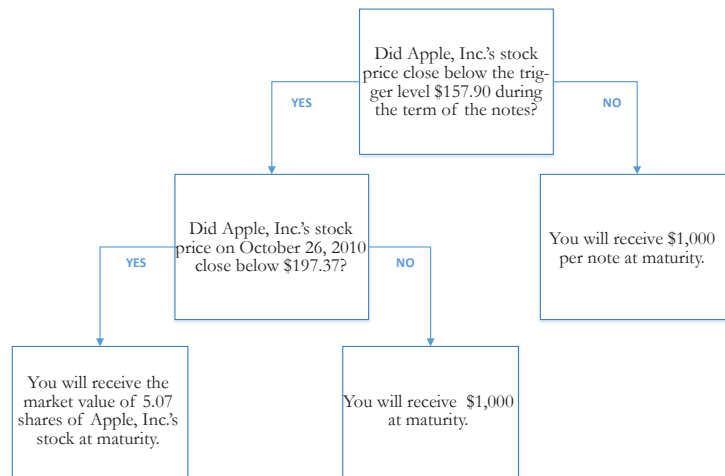 Did Apple, Inc.'s stock
price close below the trig-
ger level $157.90 during
the term of the notes?
YES
NO
Did Apple, Inc.'s stock
price on October 26, 2010
close below $197.37?
You will receive $1,000
per note at maturity.
YES
NO
You will receive the
market value of 5.07
shares of Apple, Inc.'s
stock at maturity.
You will receive $1,000
at maturity.